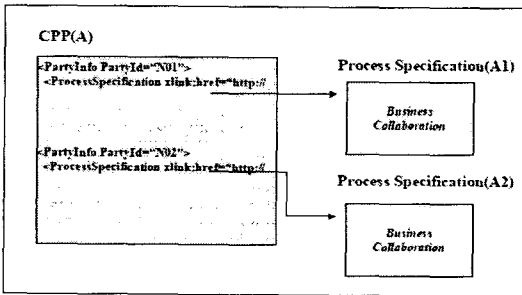 CPP(A)
<PartyInfo PartyId="N01">
<ProcessSpecification xlink:href="http://
Process Specification(A1)
Business
Collaboration
<PartyInfo PartyId="N02">
<ProcessSpecification xlink:href="http://
Process Specification(A2)
Business
Collaboration